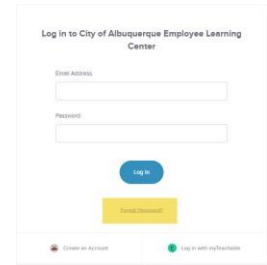 Log in to City of Albuquerque Employee Learning
Center
Email Address
Password
Log In
Forgot Password?
Create an Account
Log in with myTeachable